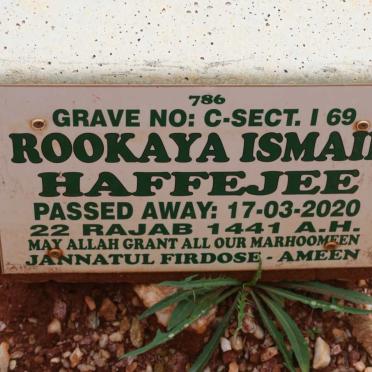 786
GRAVE NO: C-SECT. I 69
ROOKAYA ISMAIL
HAFFEJEE
PASSED AWAY: 17-03-2020
22 RAJAB 1441 A.H.
MAY ALLAH GRANT ALL OUR MARHOOMEEN
JANNATUL FIRDOSE - AMEEN